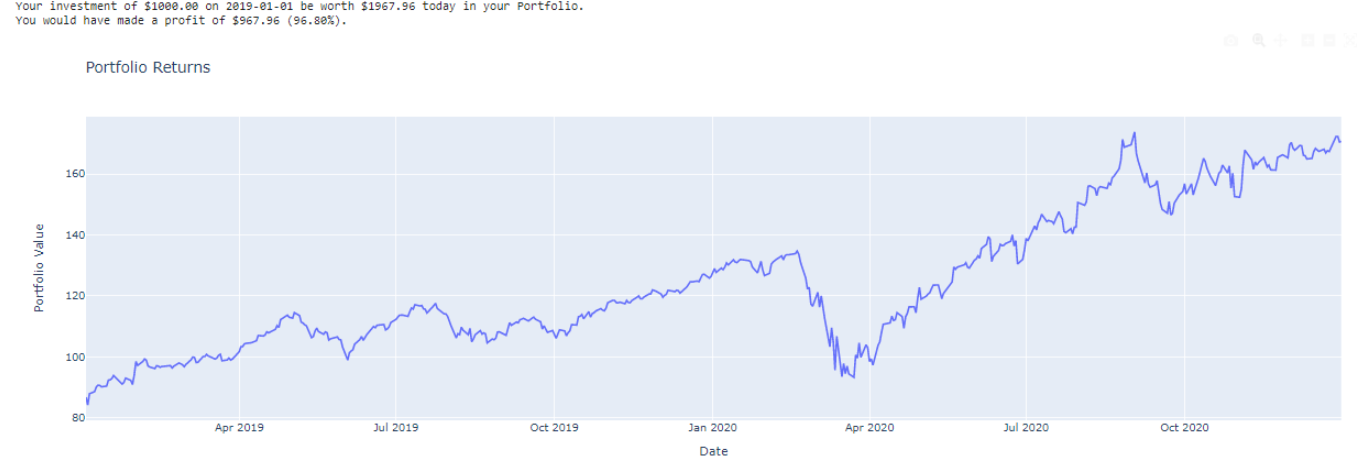 Your investment of $1000.00 on 2019-01-01 be worth $1967.96 today in your Portfolio.
You would have made a profit of $967.96 (96.80%).
Portfolio Returns
160
140
120
100
80
Portfolio Value
Apr 2019
Jul 2019
Oct 2019
Jan 2020
Apr 2020
Jul 2020
Oct 2020
Date